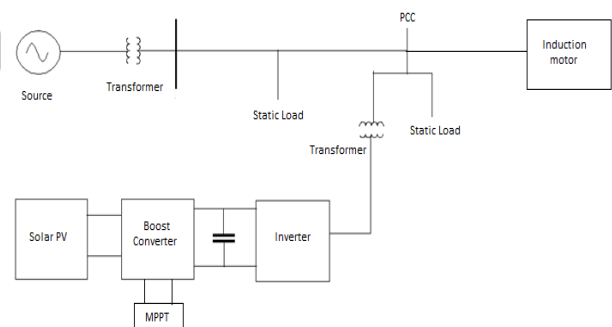 PCC
Induction
motor
Source
Transformer
Static Load
Static Load
Transformer
Solar PV
Boost
Converter
Inverter
MPPT